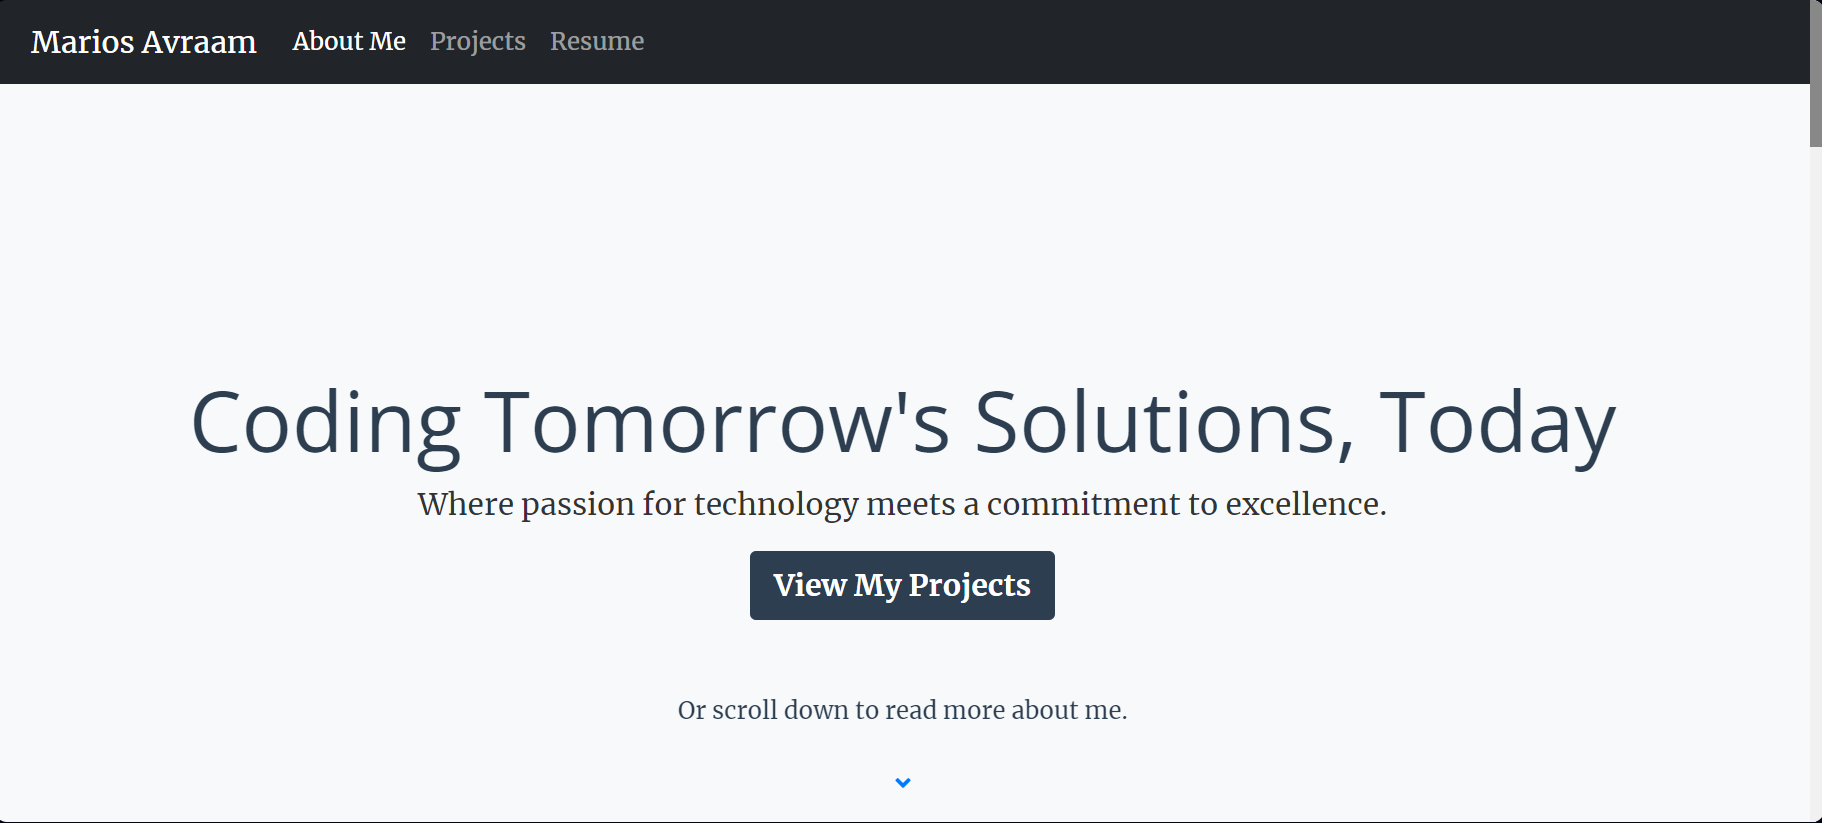 Marios Avraam About Me Projects Resume
Coding Tomorrow's Solutions, Today
Where passion for technology meets a commitment to excellence.
View My Projects
Or scroll down to read more about me.